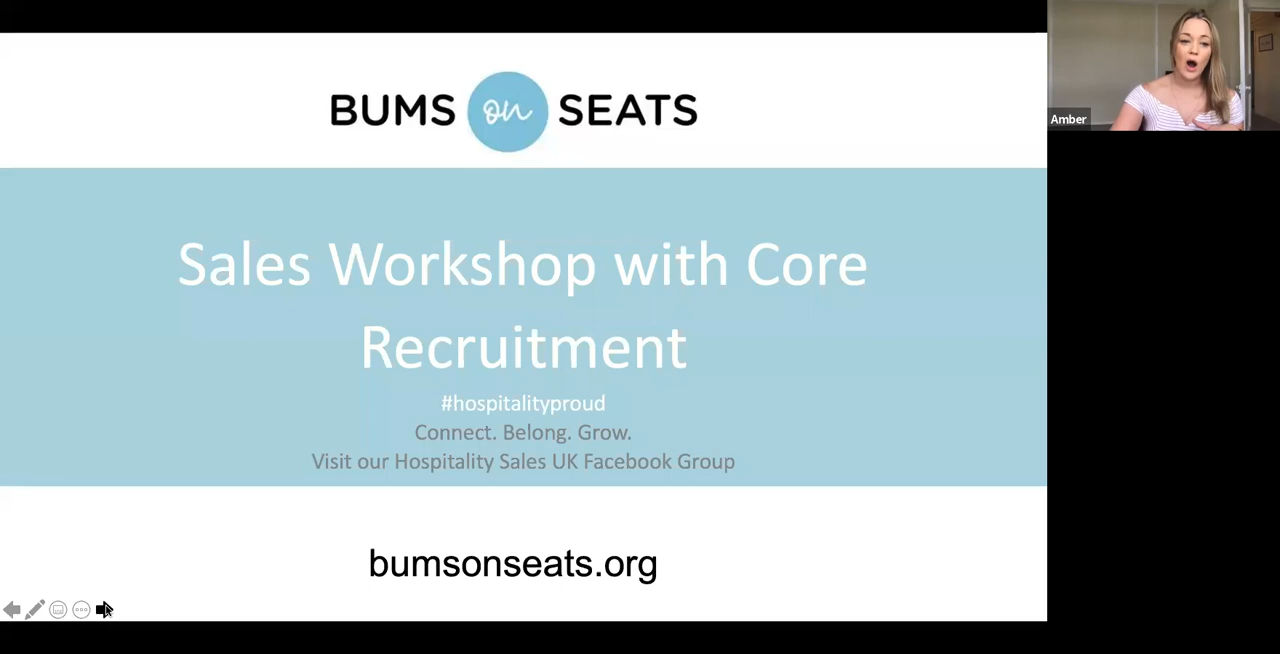 BUMS on SEATS
Amber
Sales Workshop with Core
Recruitment
#hospitalityproud
Connect. Belong. Grow.
Visit our Hospitality Sales UK Facebook Group
bumsonseats.org